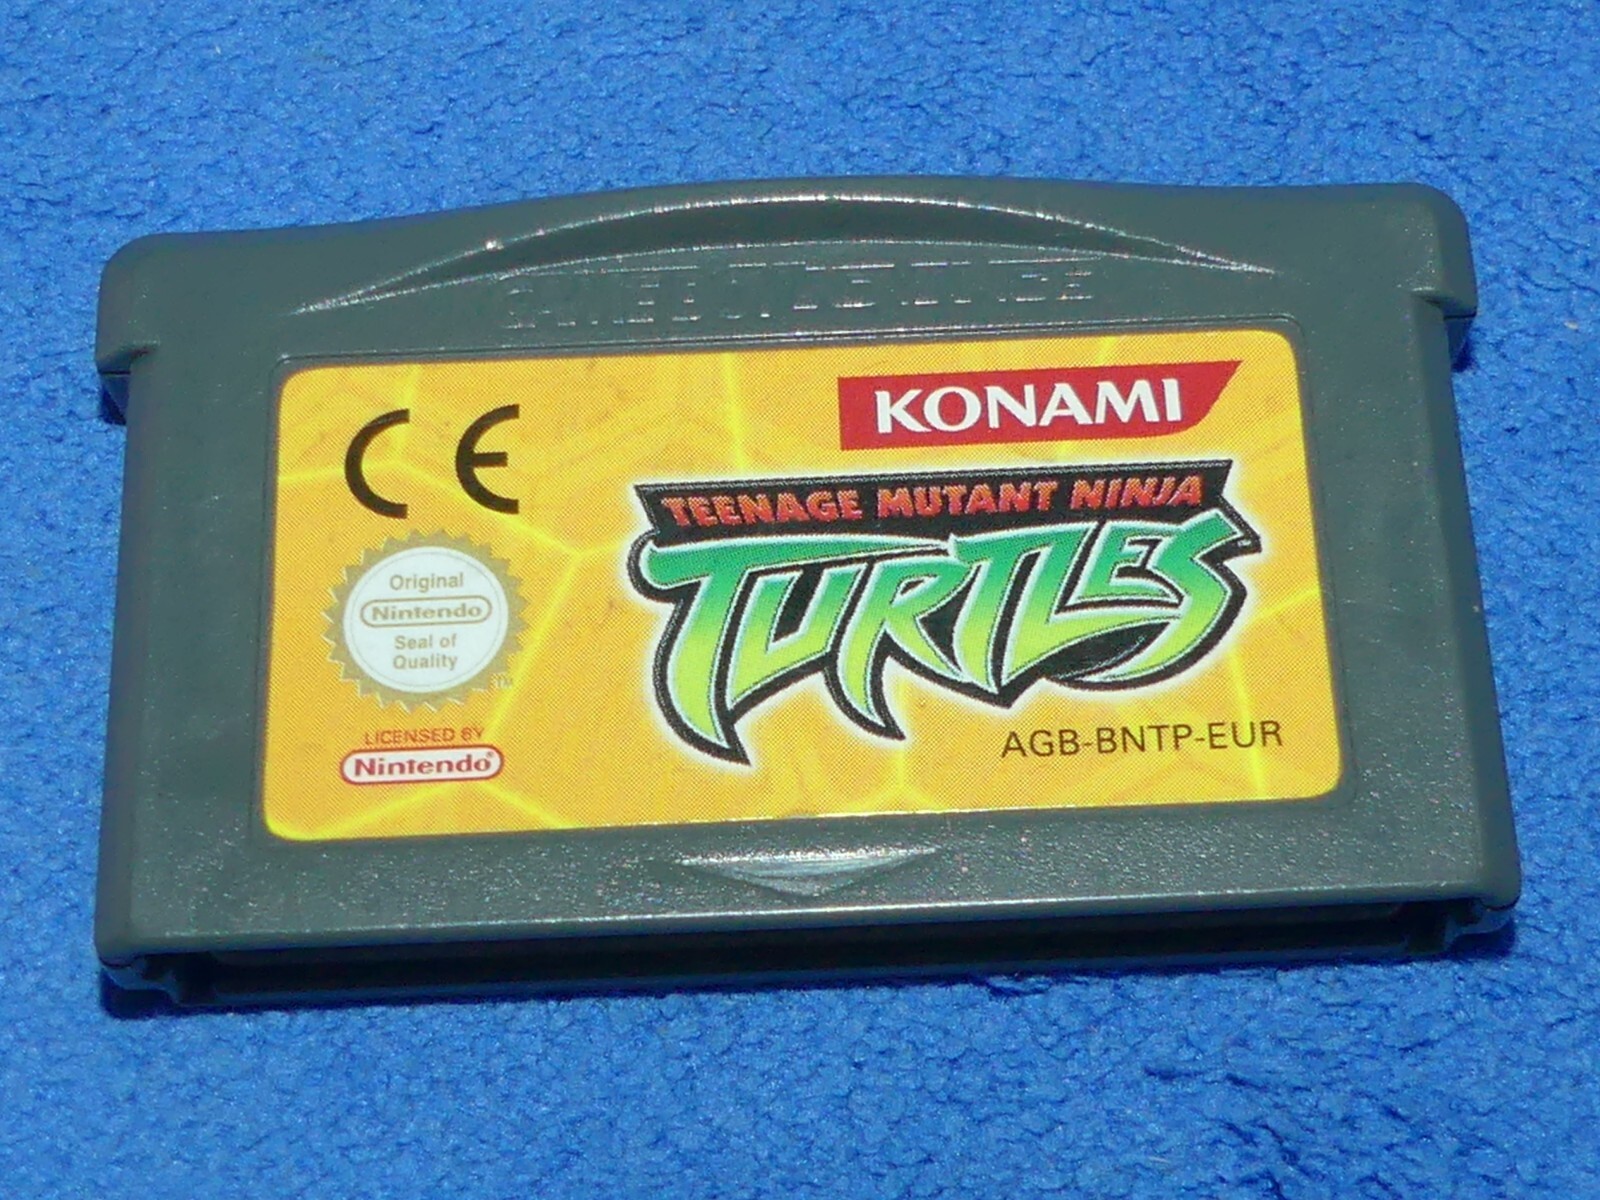 GAME BOY ADVANCE
KONAMI
CE
TEENAGE MUTANT NINJA
TURTLES
Original
Nintendo
Seal of
Quality
TM
LICENSED BY
Nintendo®
AGB-BNTP-EUR